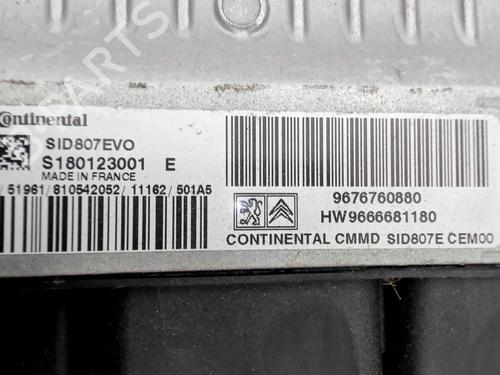 Continental
SID807EVO
S180123001 E
MADE IN FRANCE
/ 51961/810542052/11162/501A5
9676760880
HW9666681180
CONTINENTAL CMMD SID807E CEM00